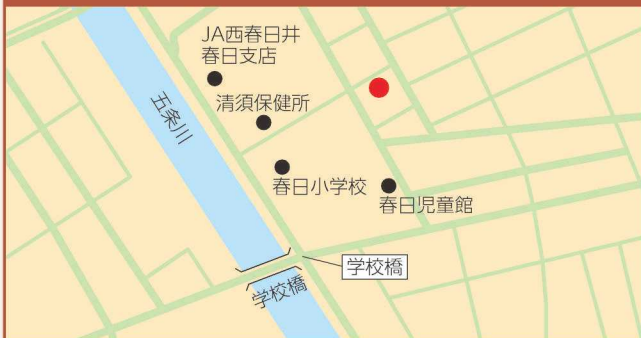 JA西春日井
春日支店
清須保健所
五条川
春日小学校
春日児童館
学校橋
学校橋